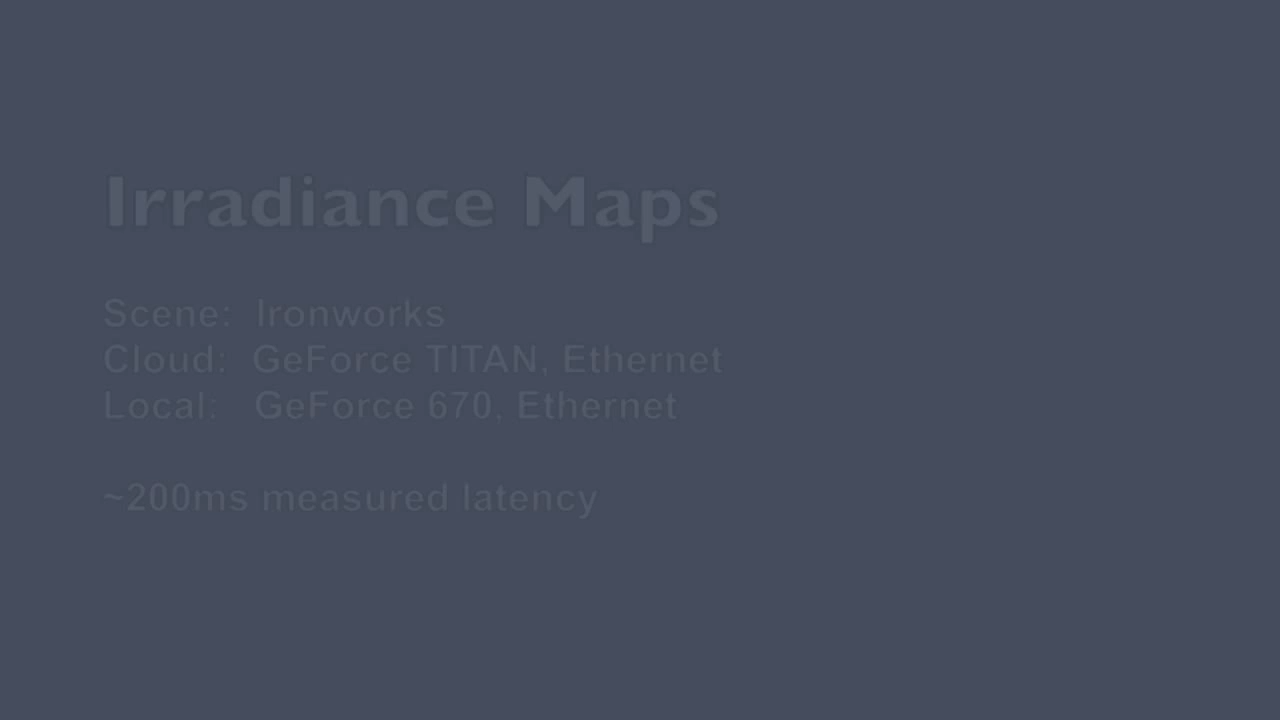 Irradiance Maps
Scene: Ironworks
Cloud: GeForce TITAN, Ethernet
Local: GeForce 670, Ethernet
~200ms measured latency